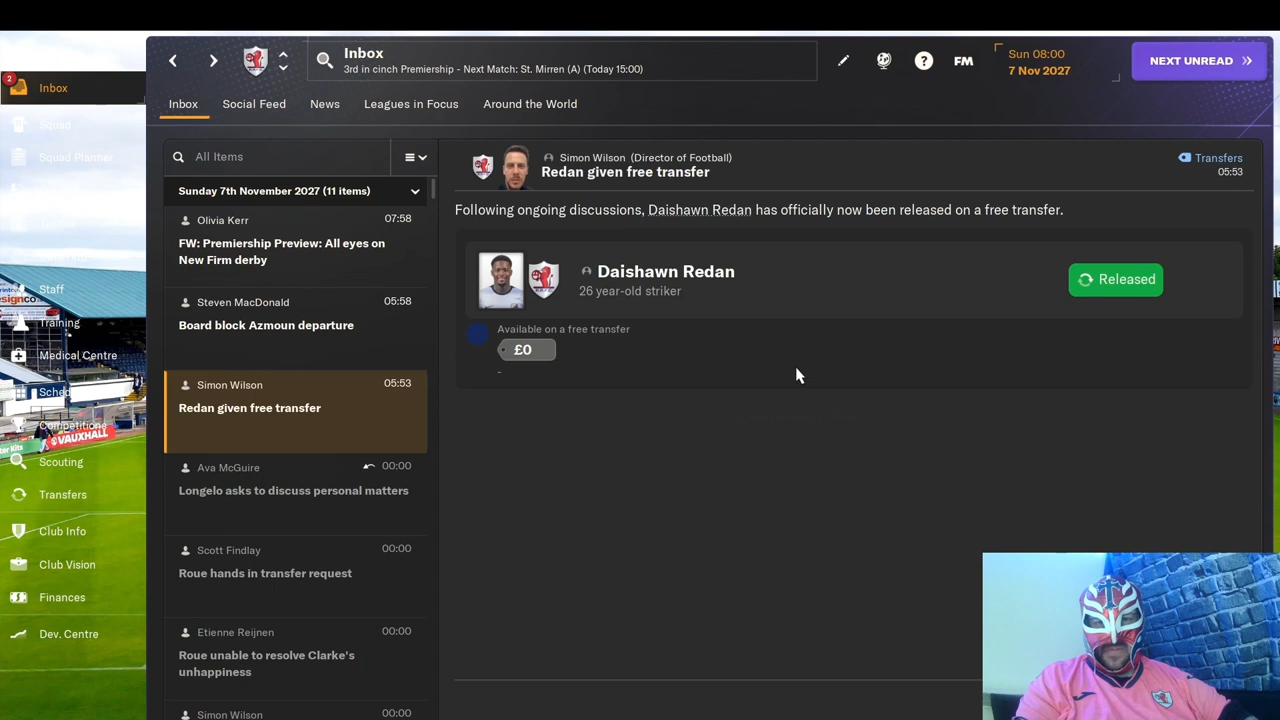 Inbox
3rd in cinch Premiership - Next Match: St. Mirren (A) (Today 15:00)
FM
Sun 08:00
7 Nov 2027
NEXT UNREAD
2
Inbox
Squad
Squad Planner
Staff
Training
Medical Centre
Sched
Competitions
VAUXHALL
Scouting
Transfers
Club Info
Club Vision
Finances
Dev. Centre
Inbox
Social Feed
News
Leagues in Focus
Around the World
All Items
Sunday 7th November 2027 (11 items)
Olivia Kerr
07:58
FW: Premiership Preview: All eyes on
New Firm derby
Steven MacDonald
05:58
Board block Azmoun departure
Simon Wilson
05:53
Redan given free transfer
Ava McGuire
00:00
Longelo asks to discuss personal matters
Scott Findlay
00:00
Roue hands in transfer request
Etienne Reijnen
00:00
Roue unable to resolve Clarke's
unhappiness
Simon Wilson
00:00
Simon Wilson (Director of Football)
Redan given free transfer
Transfers
05:53
Following ongoing discussions, Daishawn Redan has officially now been released on a free transfer.
Daishawn Redan
26 year-old striker
Released
Available on a free transfer
£0
-